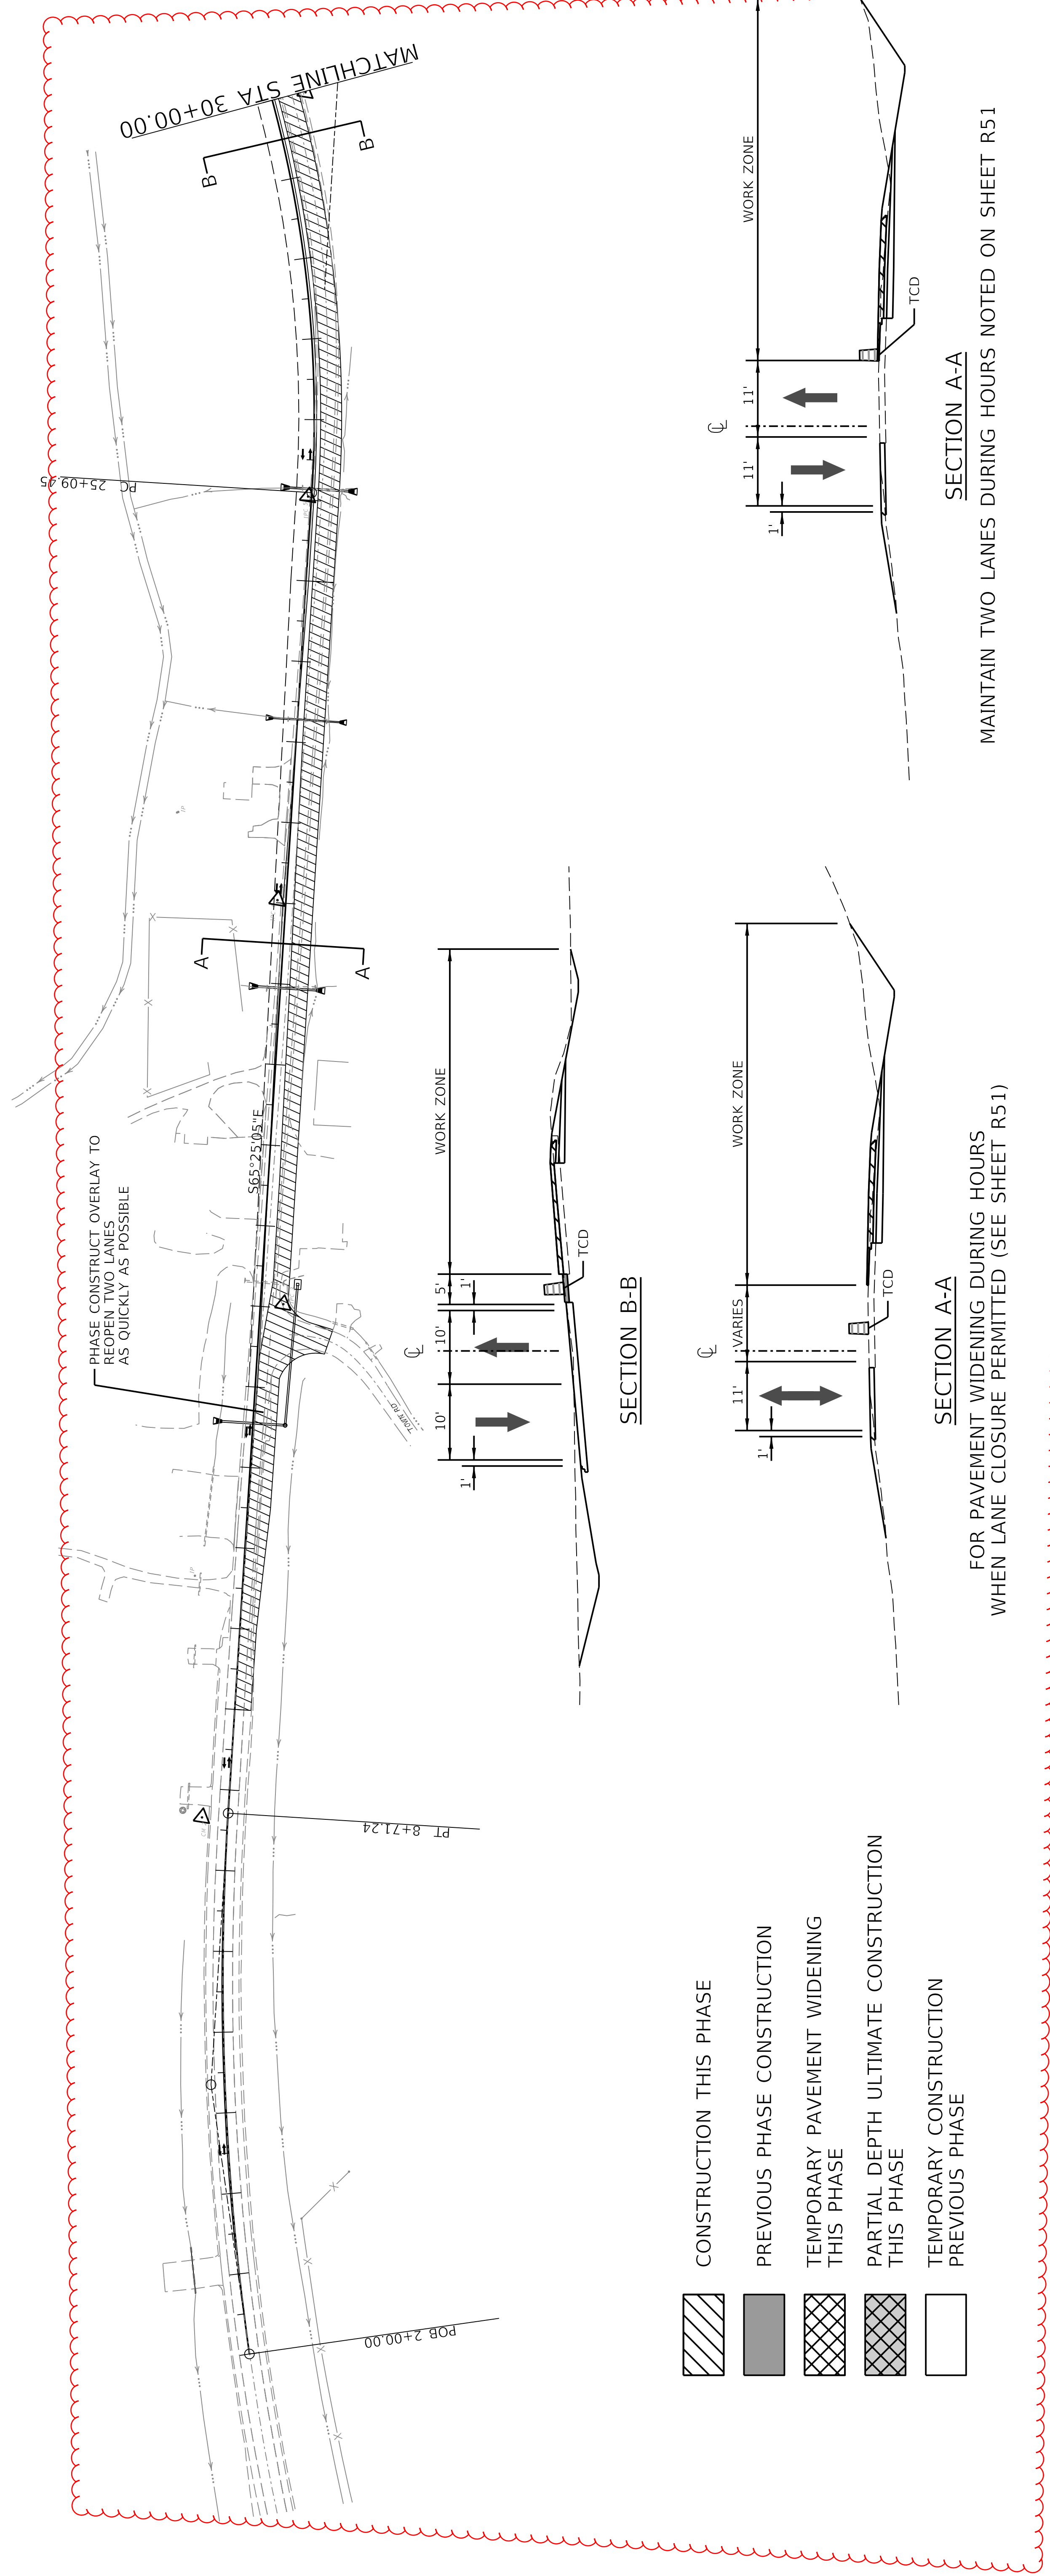 MATCHLINE STA 30+00.00
B
B
PC 25+09.45
A
A
S65°25'05"E
PHASE CONSTRUCT OVERLAY TO
REOPEN TWO LANES
AS QUICKLY AS POSSIBLE
TOWN RD
PT 8+71.24
POB 2+00.00
WORK ZONE
5'
1'
10'
10'
1'
TCD
SECTION B-B
WORK ZONE
11'
11'
1'
TCD
SECTION A-A
MAINTAIN TWO LANES DURING HOURS NOTED ON SHEET R51
WORK ZONE
VARIES
11'
1'
TCD
SECTION A-A
FOR PAVEMENT WIDENING DURING HOURS
WHEN LANE CLOSURE PERMITTED (SEE SHEET R51)
CONSTRUCTION THIS PHASE
PREVIOUS PHASE CONSTRUCTION
TEMPORARY PAVEMENT WIDENING
THIS PHASE
PARTIAL DEPTH ULTIMATE CONSTRUCTION
THIS PHASE
TEMPORARY CONSTRUCTION
PREVIOUS PHASE